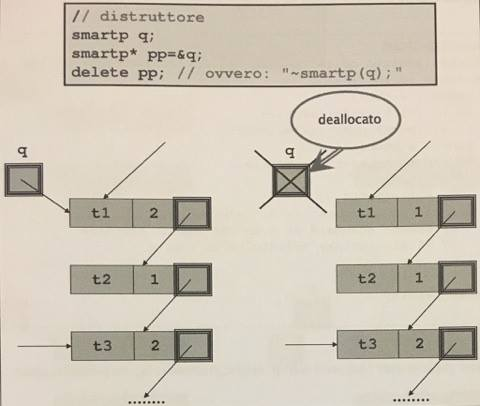 // distruttore
smartp q;
smartp* pp=&q;
delete pp; // ovvero: "~smartp(q);"
deallocato
q
q
t1 2
t1 1
t2 1
t2 1
t3 2
t3 2
........
........